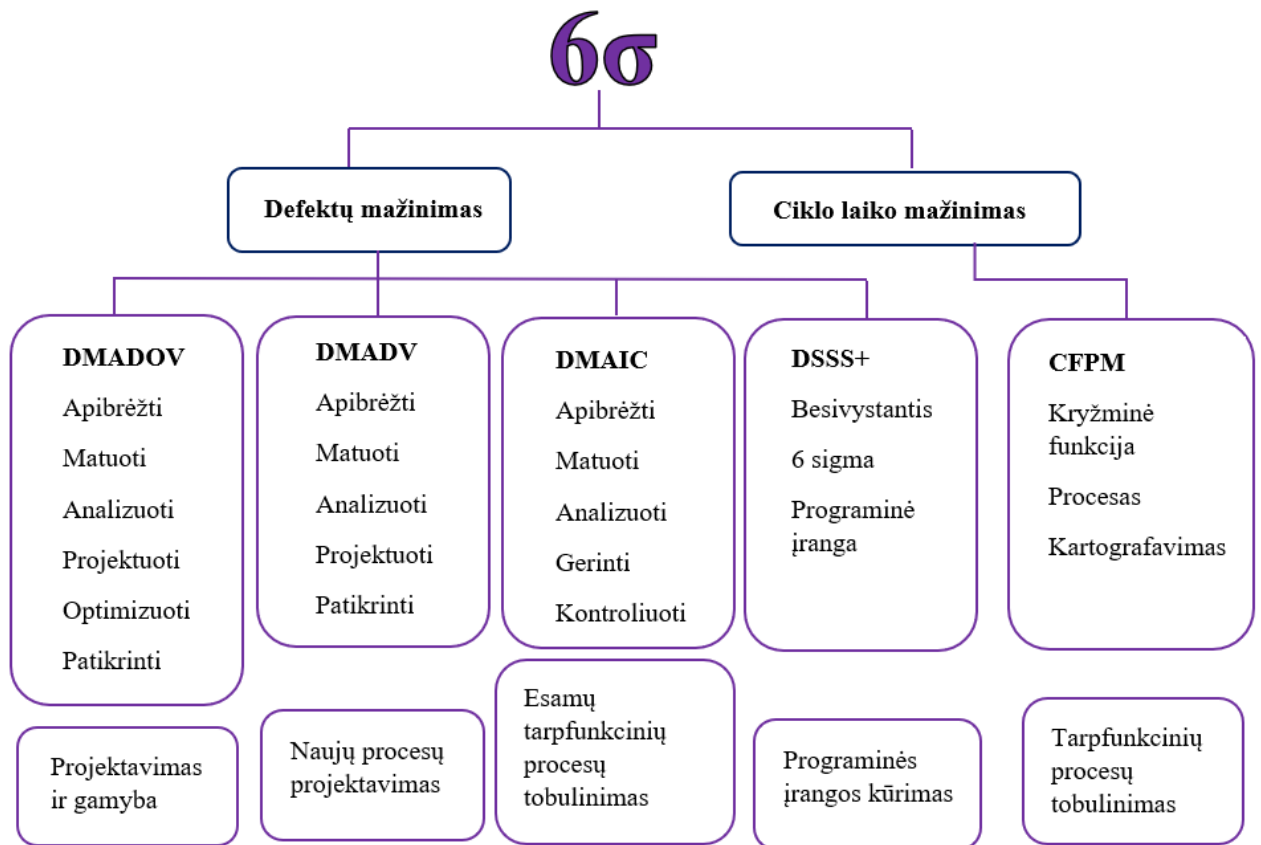 6σ
Defektų mažinimas
Ciklo laiko mažinimas
DMADOV
Apibrėžti
Matuoti
Analizuoti
Projektuoti
Optimizuoti
Patikrinti
DMADV
Apibrėžti
Matuoti
Analizuoti
Projektuoti
Patikrinti
DMAIC
Apibrėžti
Matuoti
Analizuoti
Gerinti
Kontroliuoti
DSSS+
Besivystantis
6 sigma
Programinė
įranga
CFPM
Kryžminė
funkcija
Procesas
Kartografavimas
Projektavimas
ir gamyba
Naujų procesų
projektavimas
Esamų
tarpfunkcinių
procesų
tobulinimas
Programinės
įrangos kūrimas
Tarpfunkcinių
procesų
tobulinimas